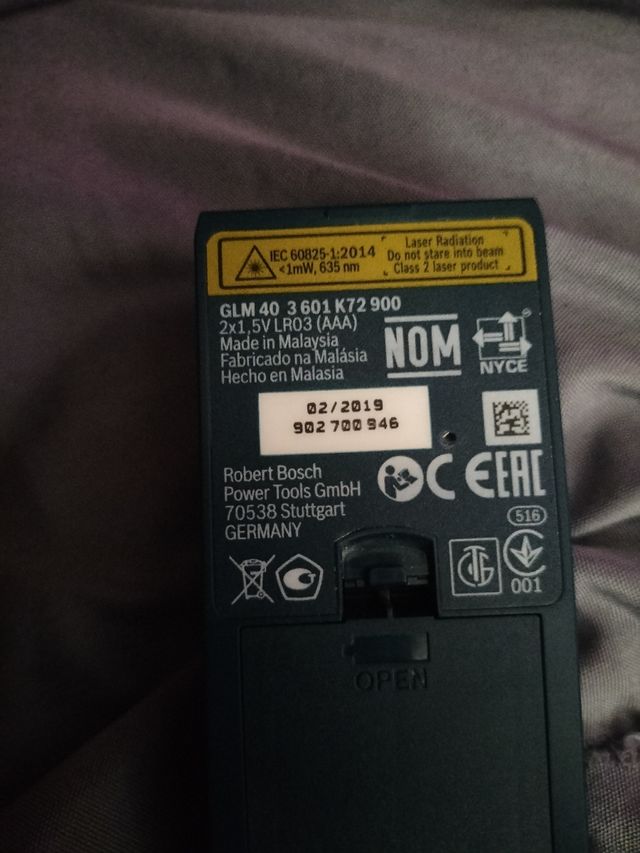 IEC 60825-1:2014
<1mW, 635 nm
Laser Radiation
Do not stare into beam
Class 2 laser product
GLM 40 3 601 K72 900
2x1,5V LR03 (AAA)
Made in Malaysia
Fabricado na Malásia
Hecho en Malasia
NOM
NYCE
02/2019
902 700 946
Robert Bosch
Power Tools GmbH
70538 Stuttgart
GERMANY
CE EAC
516
001
OPEN